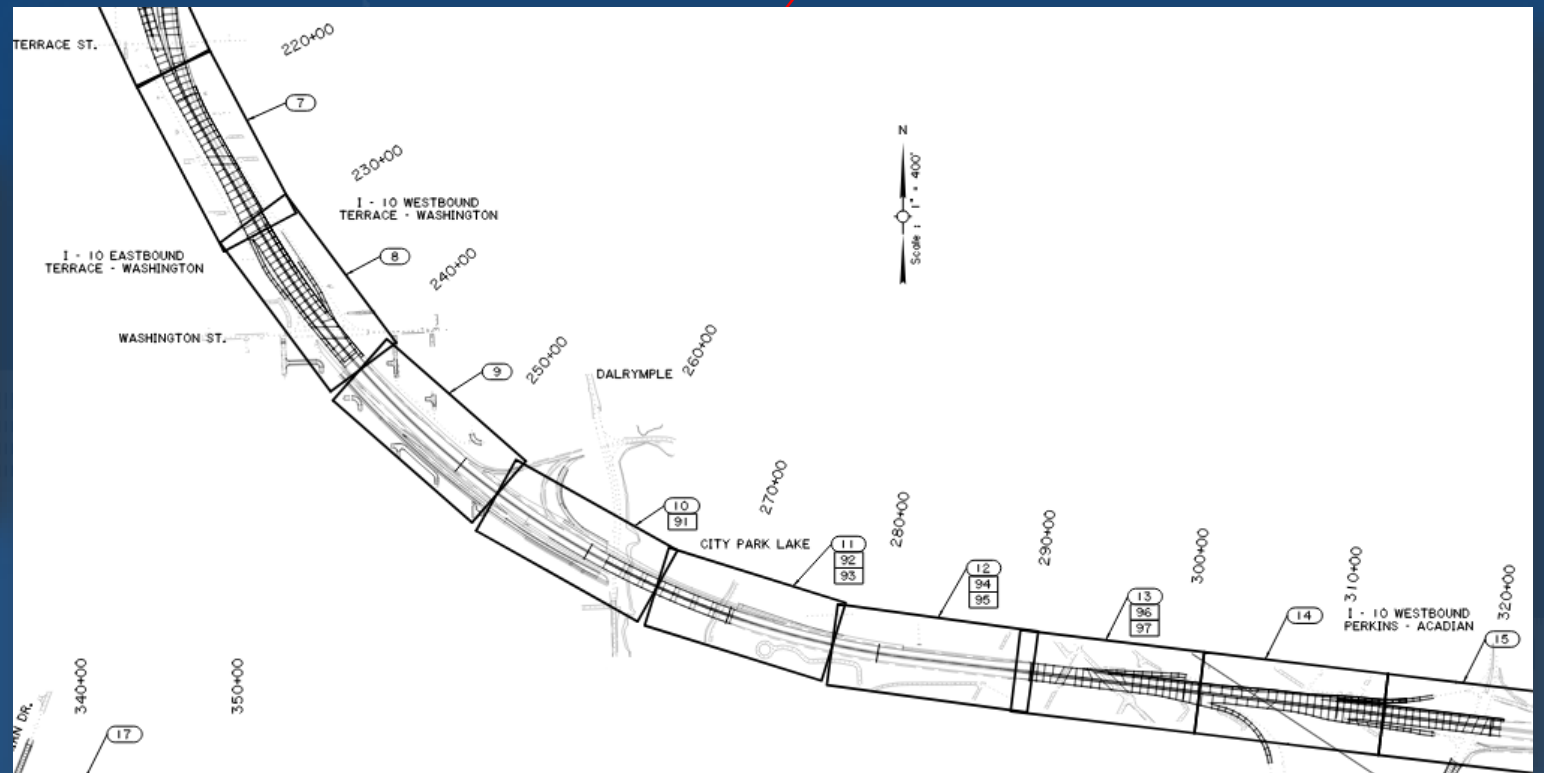 TERRACE ST.
220+00
7
230+00
I - 10 WESTBOUND
TERRACE - WASHINGTON
I - 10 EASTBOUND
TERRACE - WASHINGTON
8
240+00
WASHINGTON ST.
9
250+00
DALRYMPLE
260+00
N
Scale : 1" = 400'
10
91
270+00
CITY PARK LAKE
11
92
93
280+00
12
94
95
290+00
13
96
97
300+00
14
310+00
I - 10 WESTBOUND
PERKINS - ACADIAN
320+00
15
340+00
350+00
DR.
17